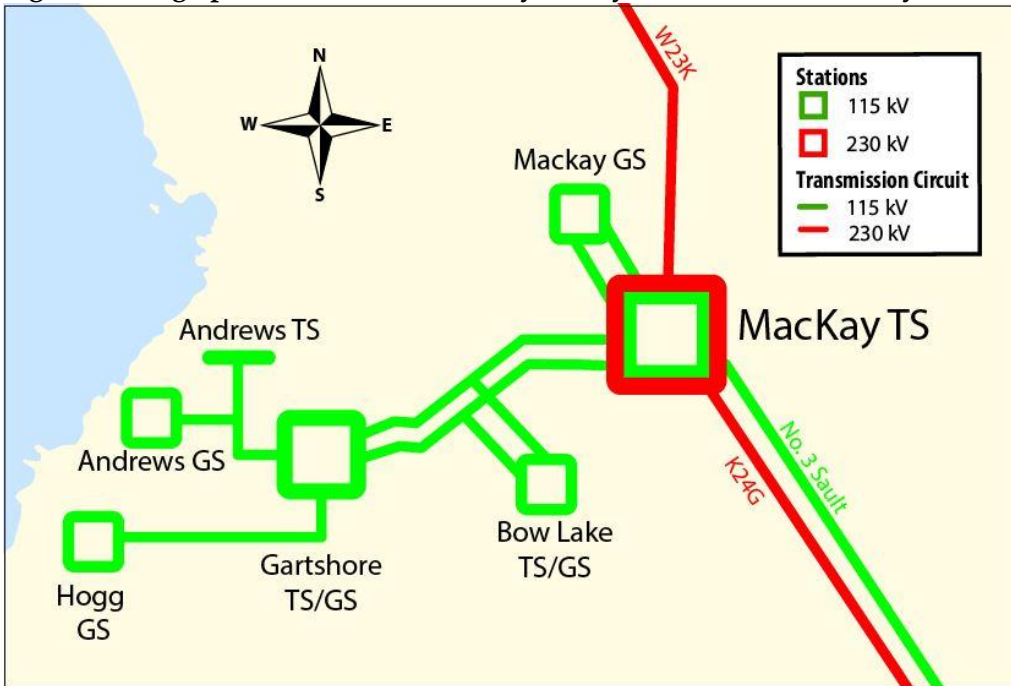 N
W
E
S
W23K
Stations
115 kV
230 kV
Transmission Circuit
115 kV
230 kV
Mackay GS
MacKay TS
Andrews TS
Andrews GS
Hogg
GS
Gartshore
TS/GS
Bow Lake
TS/GS
K24G
No. 3 Sault